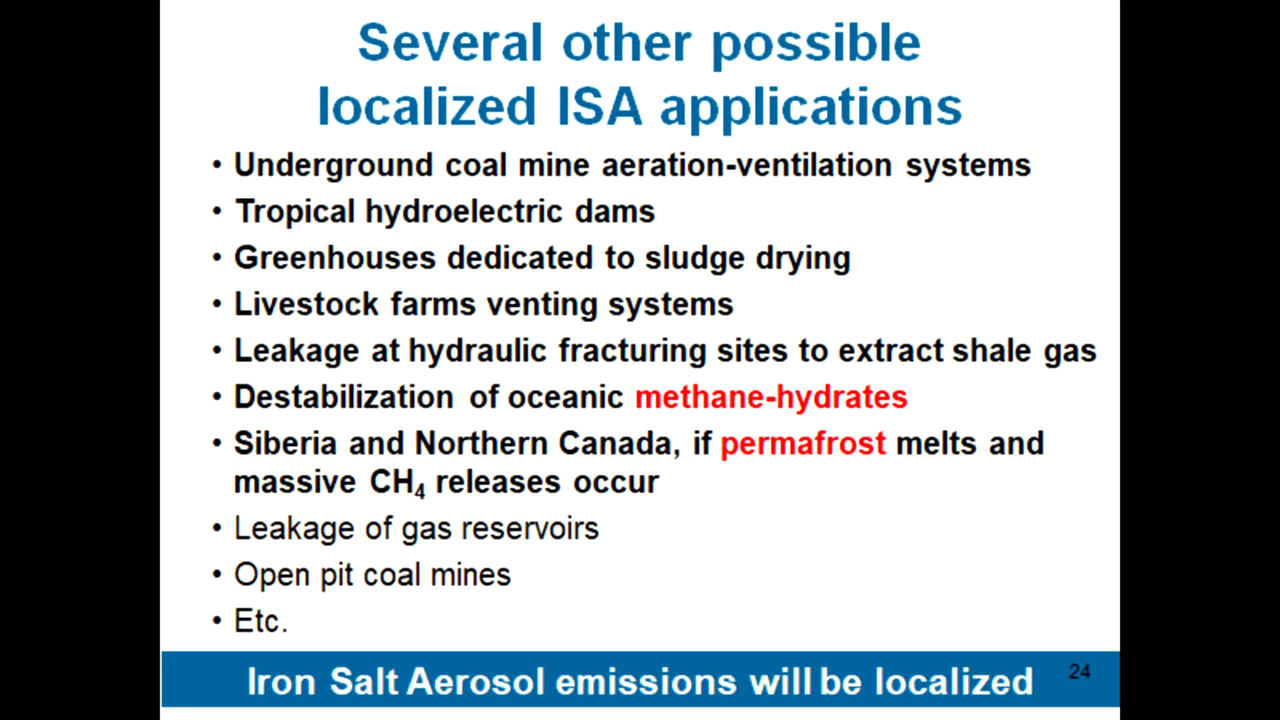 Several other possible
localized ISA applications
• Underground coal mine aeration-ventilation systems
• Tropical hydroelectric dams
• Greenhouses dedicated to sludge drying
• Livestock farms venting systems
• Leakage at hydraulic fracturing sites to extract shale gas
• Destabilization of oceanic methane-hydrates
• Siberia and Northern Canada, if permafrost melts and
massive CH₄ releases occur
• Leakage of gas reservoirs
• Open pit coal mines
• Etc.
Iron Salt Aerosol emissions will be localized
24